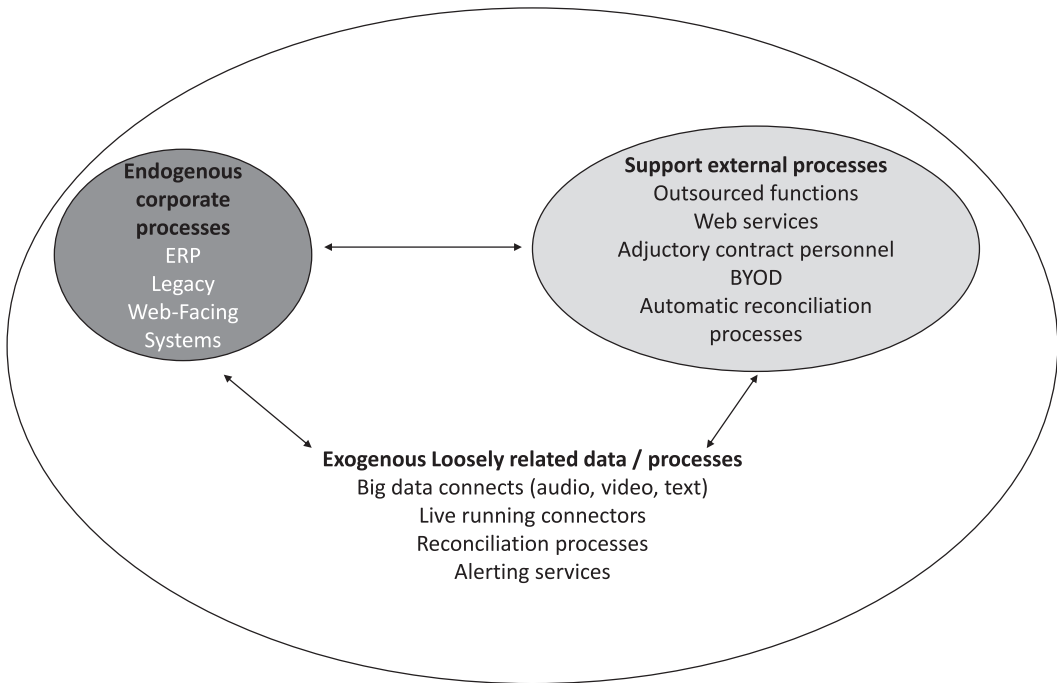 Endogenous
corporate
processes
ERP
Legacy
Web-Facing
Systems
Support external processes
Outsourced functions
Web services
Adjuctory contract personnel
BYOD
Automatic reconciliation
processes
Exogenous Loosely related data / processes
Big data connects (audio, video, text)
Live running connectors
Reconciliation processes
Alerting services